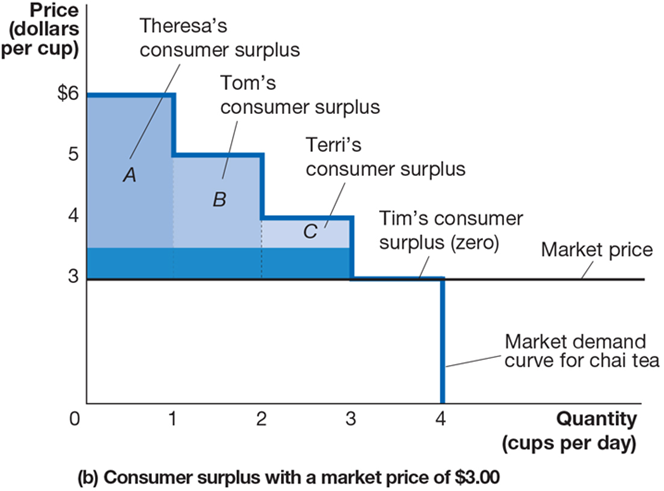 Price
(dollars
per cup)
Theresa's
consumer surplus
Tom's
consumer surplus
Terri's
consumer surplus
Tim's consumer
surplus (zero)
Market price
$6
5
4
3
A
B
C
Market demand
curve for chai tea
0
1
2
3
4
Quantity
(cups per day)
(b) Consumer surplus with a market price of $3.00